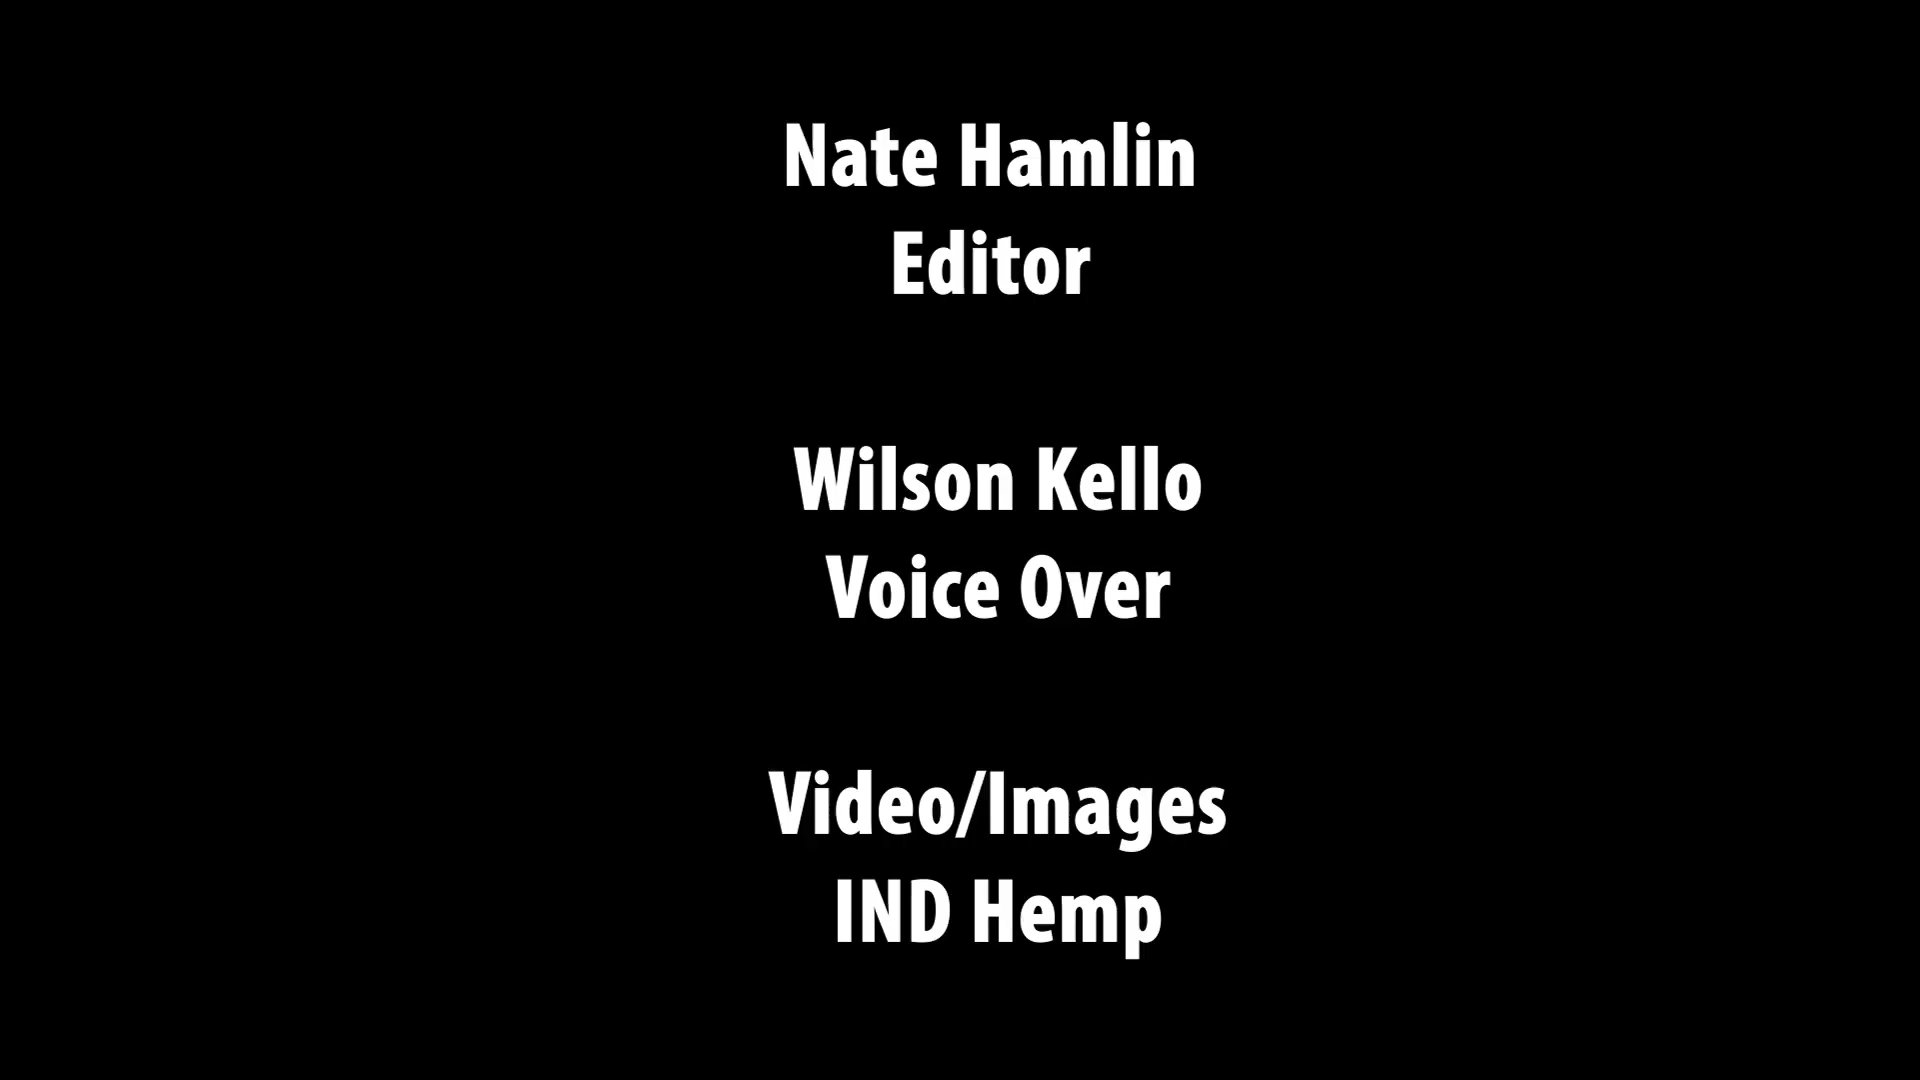 Nate Hamlin
Editor
Wilson Kello
Voice Over
Video/Images
IND Hemp